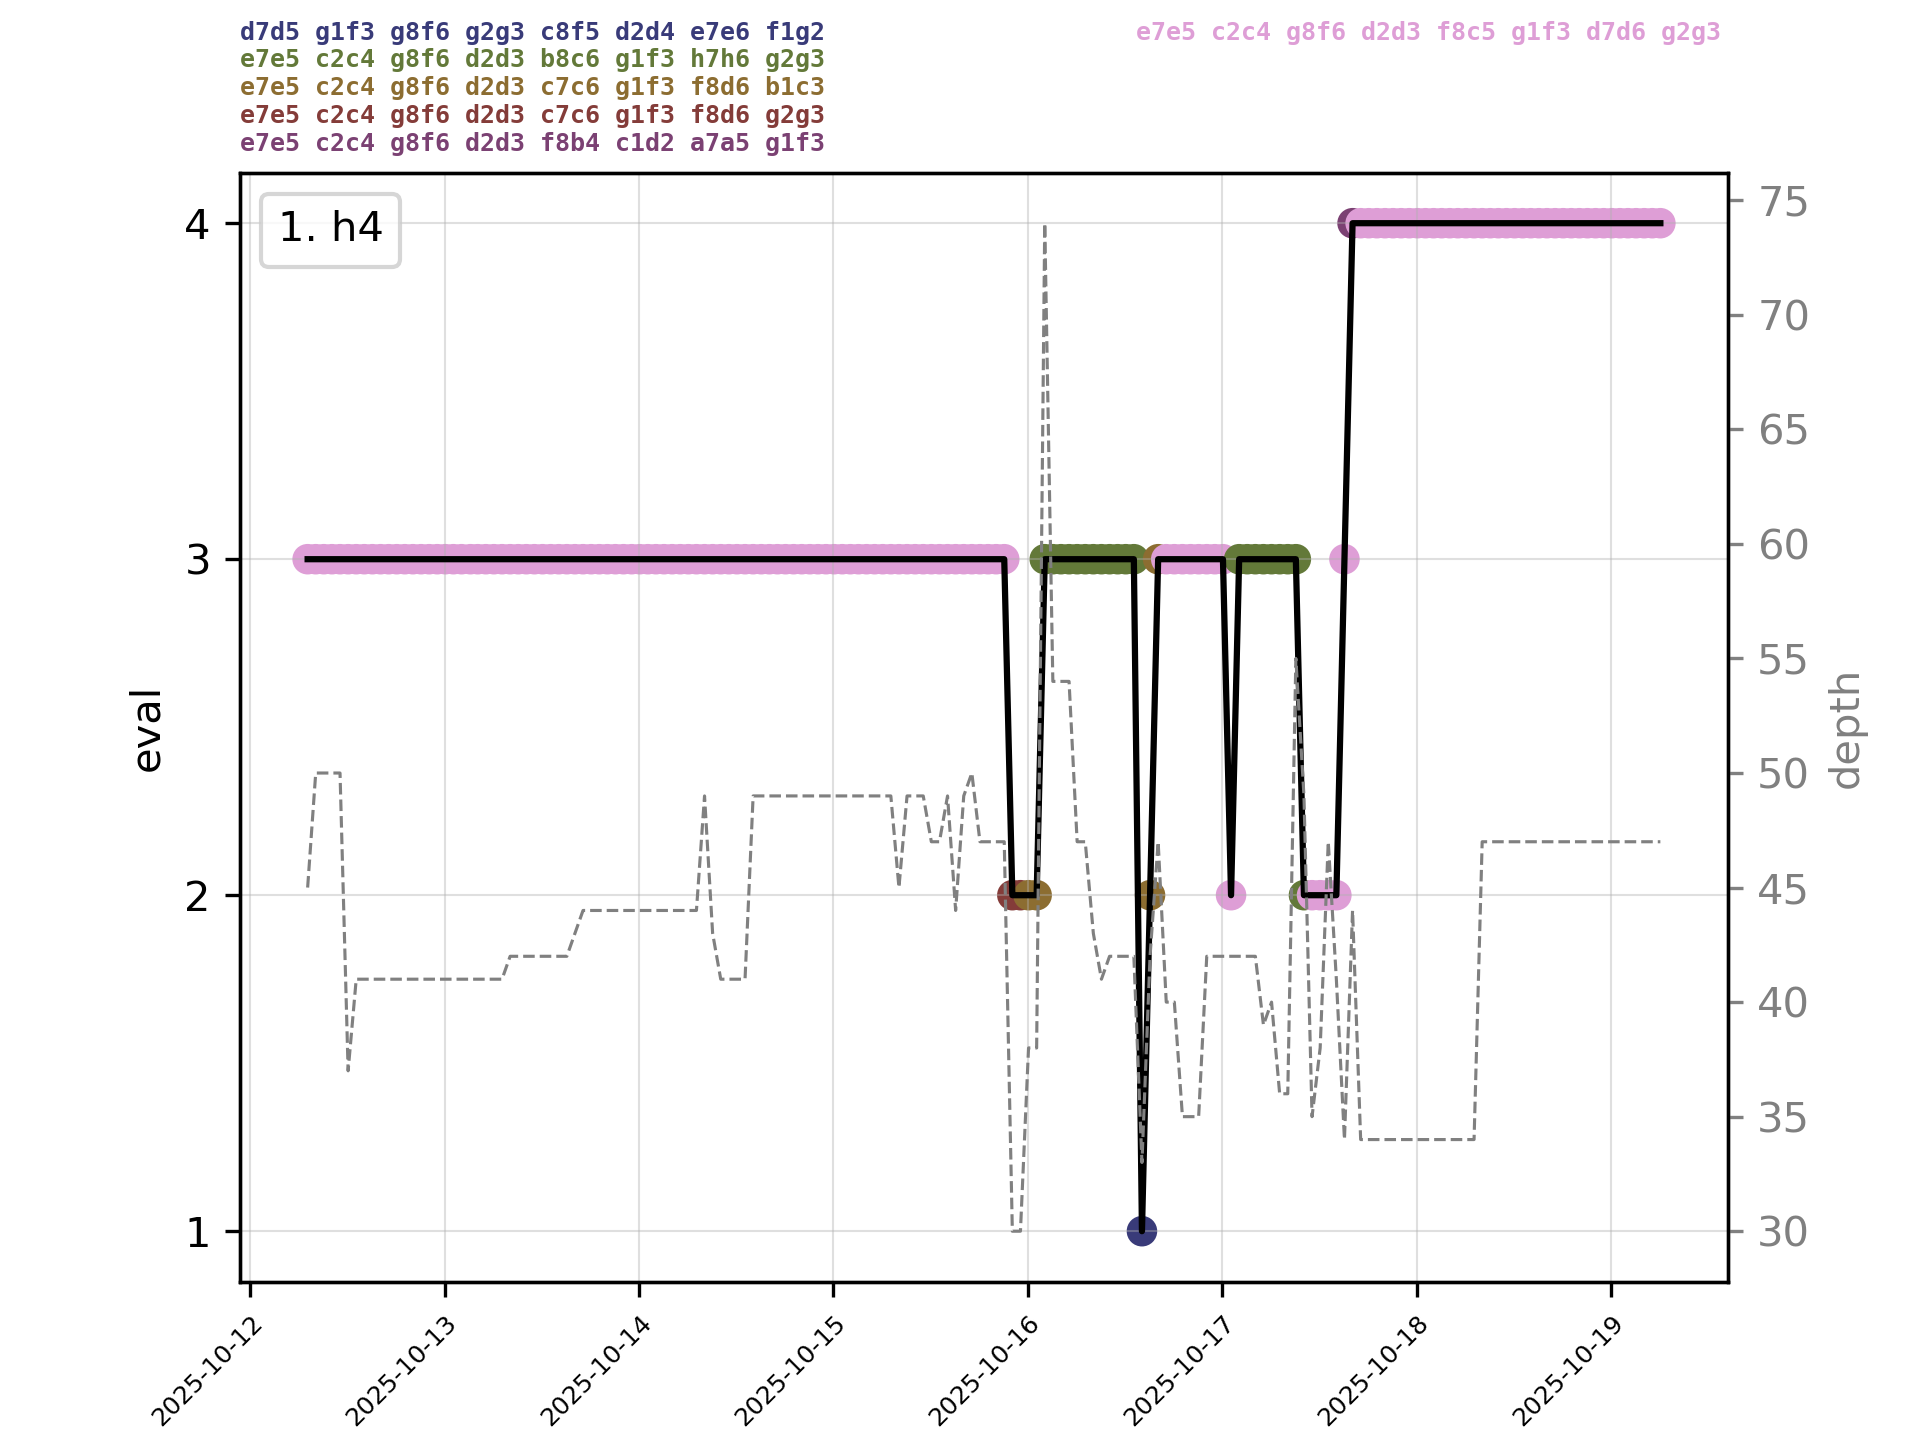 d7d5 g1f3 g8f6 g2g3 c8f5 d2d4 e7e6 f1g2
e7e5 c2c4 g8f6 d2d3 b8c6 g1f3 h7h6 g2g3
e7e5 c2c4 g8f6 d2d3 c7c6 g1f3 f8d6 b1c3
e7e5 c2c4 g8f6 d2d3 c7c6 g1f3 f8d6 g2g3
e7e5 c2c4 g8f6 d2d3 f8b4 c1d2 a7a5 g1f3
e7e5 c2c4 g8f6 d2d3 f8c5 g1f3 d7d6 g2g3
1. h4
4
3
2
1
eval
75
70
65
60
55
50
45
40
35
30
depth
2025-10-12
2025-10-13
2025-10-14
2025-10-15
2025-10-16
2025-10-17
2025-10-18
2025-10-19